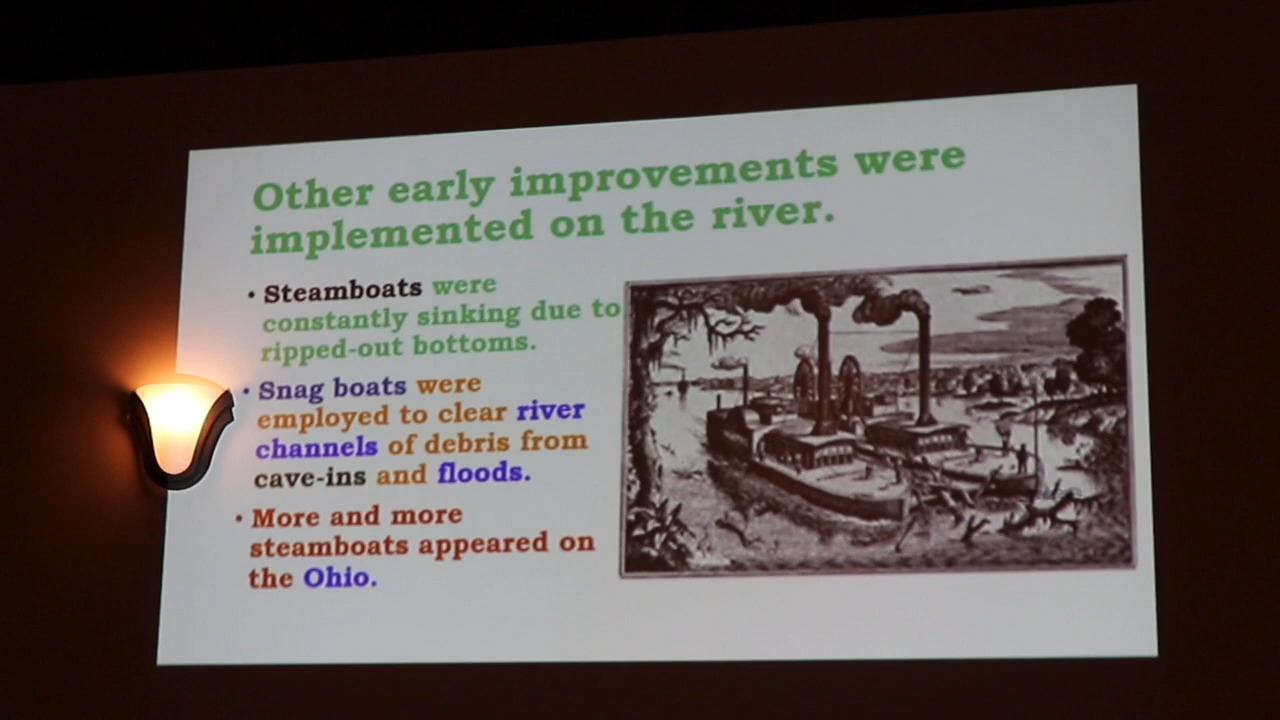 Other early improvements were
implemented on the river.
• Steamboats were
constantly sinking due to
ripped-out bottoms.
• Snag boats were
employed to clear river
channels of debris from
cave-ins and floods.
• More and more
steamboats appeared on
the Ohio.